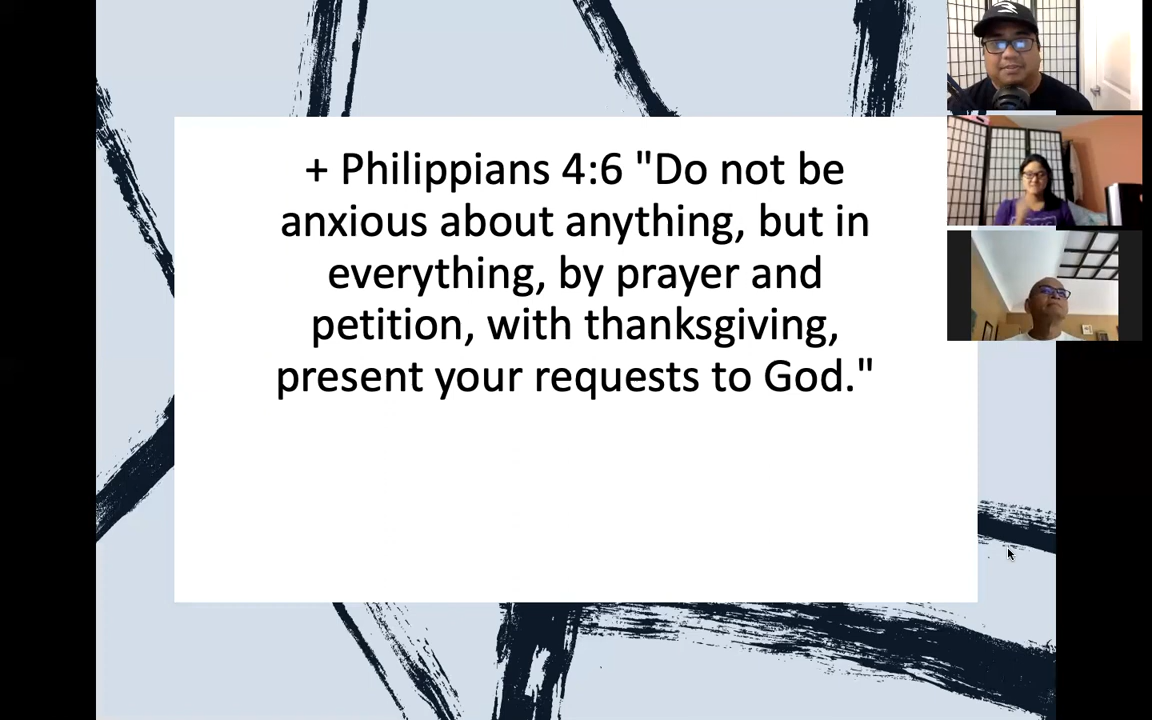 + Philippians 4:6 "Do not be
anxious about anything, but in
everything, by prayer and
petition, with thanksgiving,
present your requests to God."